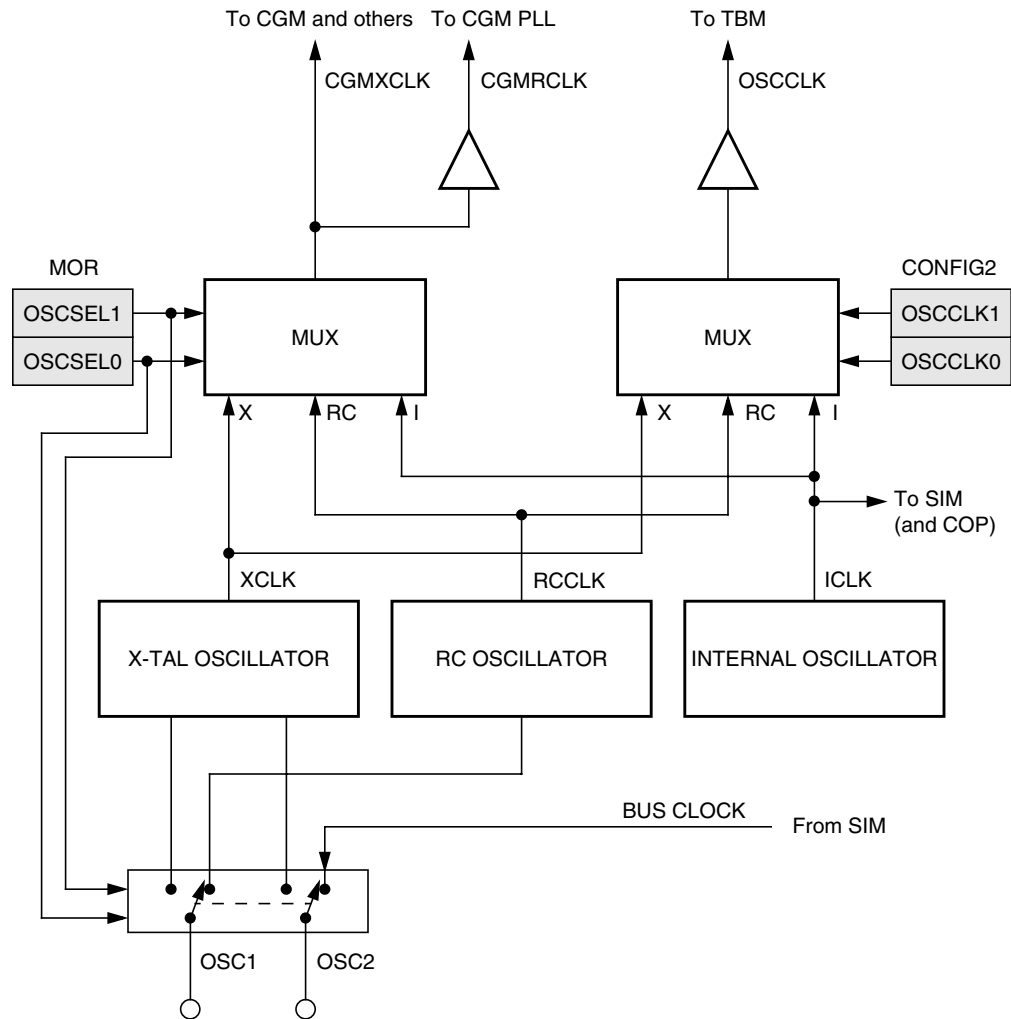 To CGM and others
To CGM PLL
To TBM
CGMXCLK
CGMRCLK
OSCCLK
MOR
CONFIG2
OSCSEL1
OSCSEL0
MUX
MUX
OSCCLK1
OSCCLK0
X
RC
I
X
RC
I
To SIM
(and COP)
XCLK
RCCLK
ICLK
X-TAL OSCILLATOR
RC OSCILLATOR
INTERNAL OSCILLATOR
BUS CLOCK
From SIM
OSC1
OSC2